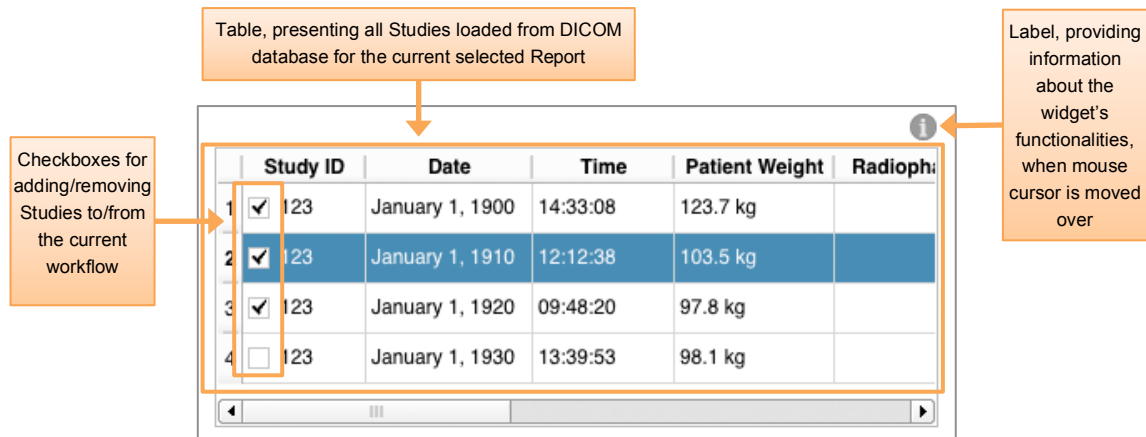 Table, presenting all Studies loaded from DICOM
database for the current selected Report
Label, providing
information
about the
widget's
functionalities,
when mouse
cursor is moved
over
Checkboxes for
adding/removing
Studies to/from
the current
workflow
i
Study ID Date Time Patient Weight Radiopha
1 123 January 1, 1900 14:33:08 123.7 kg
2 123 January 1, 1910 12:12:38 103.5 kg
3 123 January 1, 1920 09:48:20 97.8 kg
4 123 January 1, 1930 13:39:53 98.1 kg